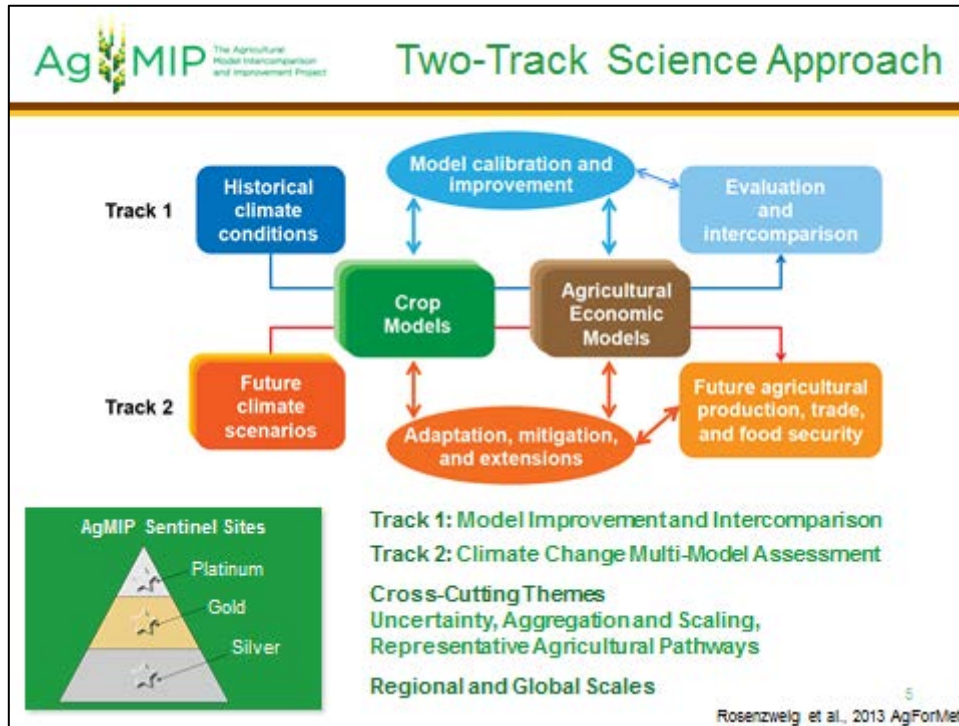 AgMIP
The Agricultural
Model Intercomparison
and Improvement Project
Two-Track Science Approach
Track 1
Historical
climate
conditions
Model calibration and
improvement
Evaluation
and
intercomparison
Crop
Models
Agricultural
Economic
Models
Track 2
Future
climate
scenarios
Adaptation, mitigation,
and extensions
Future agricultural
production, trade,
and food security
AgMIP Sentinel Sites
Platinum
Gold
Silver
Track 1: Model Improvement and Intercomparison
Track 2: Climate Change Multi-Model Assessment
Cross-Cutting Themes
Uncertainty, Aggregation and Scaling,
Representative Agricultural Pathways
Regional and Global Scales
5
Rosenzweig et al., 2013 AgForMet